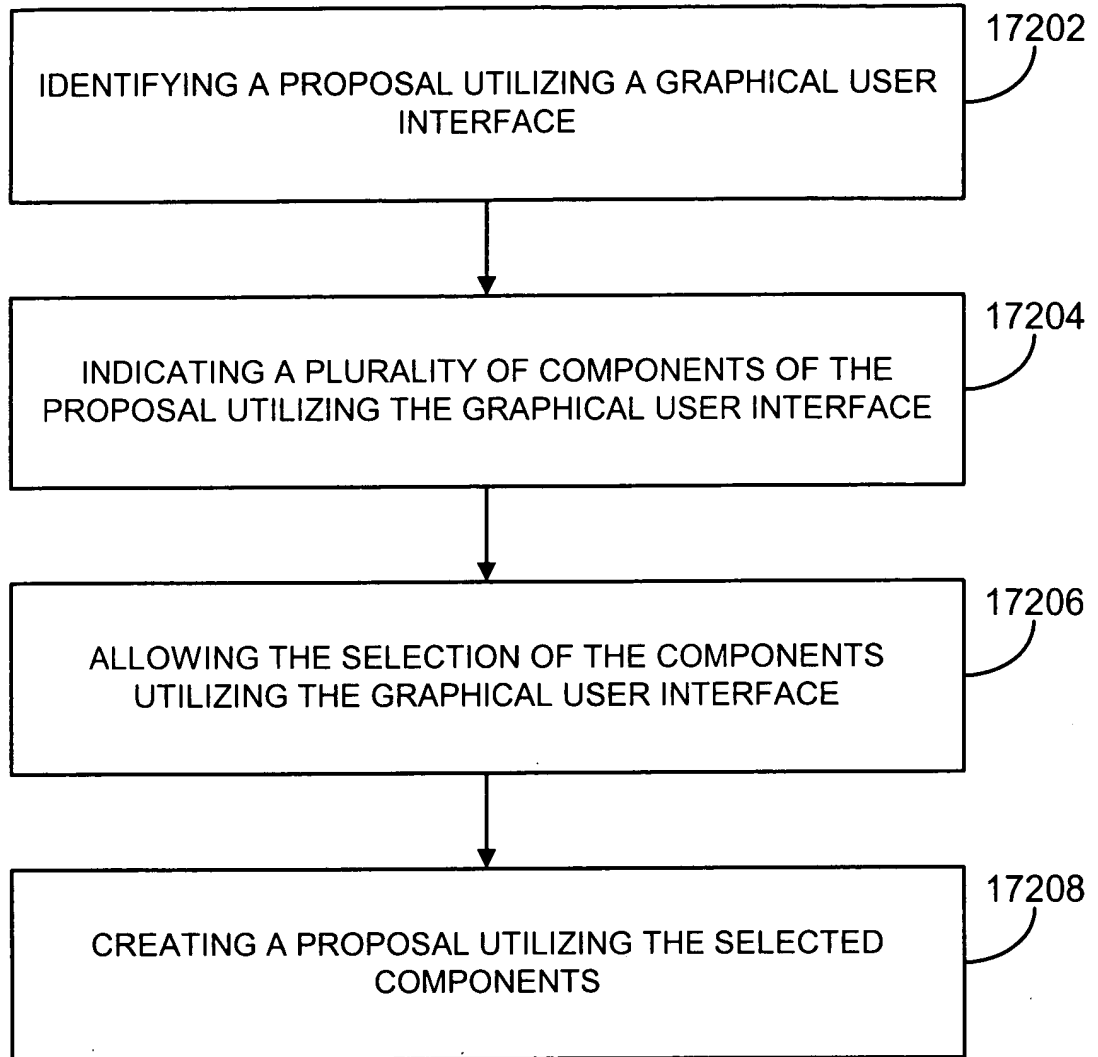 17202
IDENTIFYING A PROPOSAL UTILIZING A GRAPHICAL USER
INTERFACE
17204
INDICATING A PLURALITY OF COMPONENTS OF THE
PROPOSAL UTILIZING THE GRAPHICAL USER INTERFACE
17206
ALLOWING THE SELECTION OF THE COMPONENTS
UTILIZING THE GRAPHICAL USER INTERFACE
17208
CREATING A PROPOSAL UTILIZING THE SELECTED
COMPONENTS